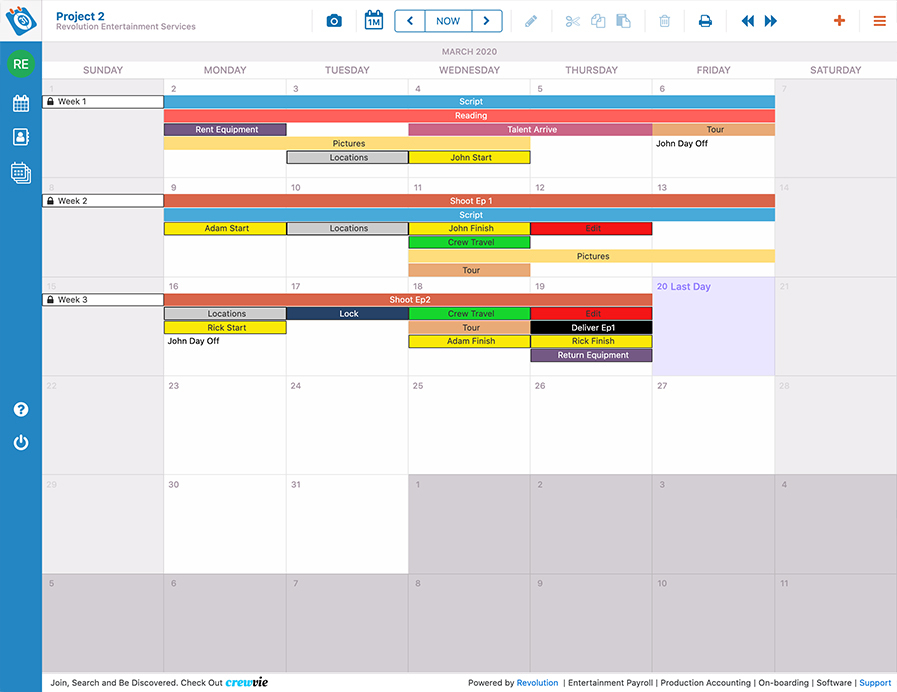 Project 2
Revolution Entertainment Services
1M
NOW
RE
MARCH 2020
SUNDAY MONDAY TUESDAY WEDNESDAY THURSDAY FRIDAY SATURDAY
1 2 3 4 5 6 7
Week 1 Script
Reading
Rent Equipment Talent Arrive Tour
Pictures John Day Off
Locations John Start
8 9 10 11 12 13 14
Week 2 Shoot Ep 1
Script
Adam Start Locations John Finish Edit
Crew Travel
Pictures
Tour
15 16 17 18 19 20 Last Day 21
Week 3 Shoot Ep2
Locations Lock Crew Travel Edit
Rick Start Tour Deliver Ep1
John Day Off Adam Finish Rick Finish
Return Equipment
22 23 24 25 26 27 28
29 30 31 1 2 3 4
5 6 7 8 9 10 11
Join, Search and Be Discovered. Check Out crewvie Powered by Revolution | Entertainment Payroll | Production Accounting | On-boarding | Software | Support